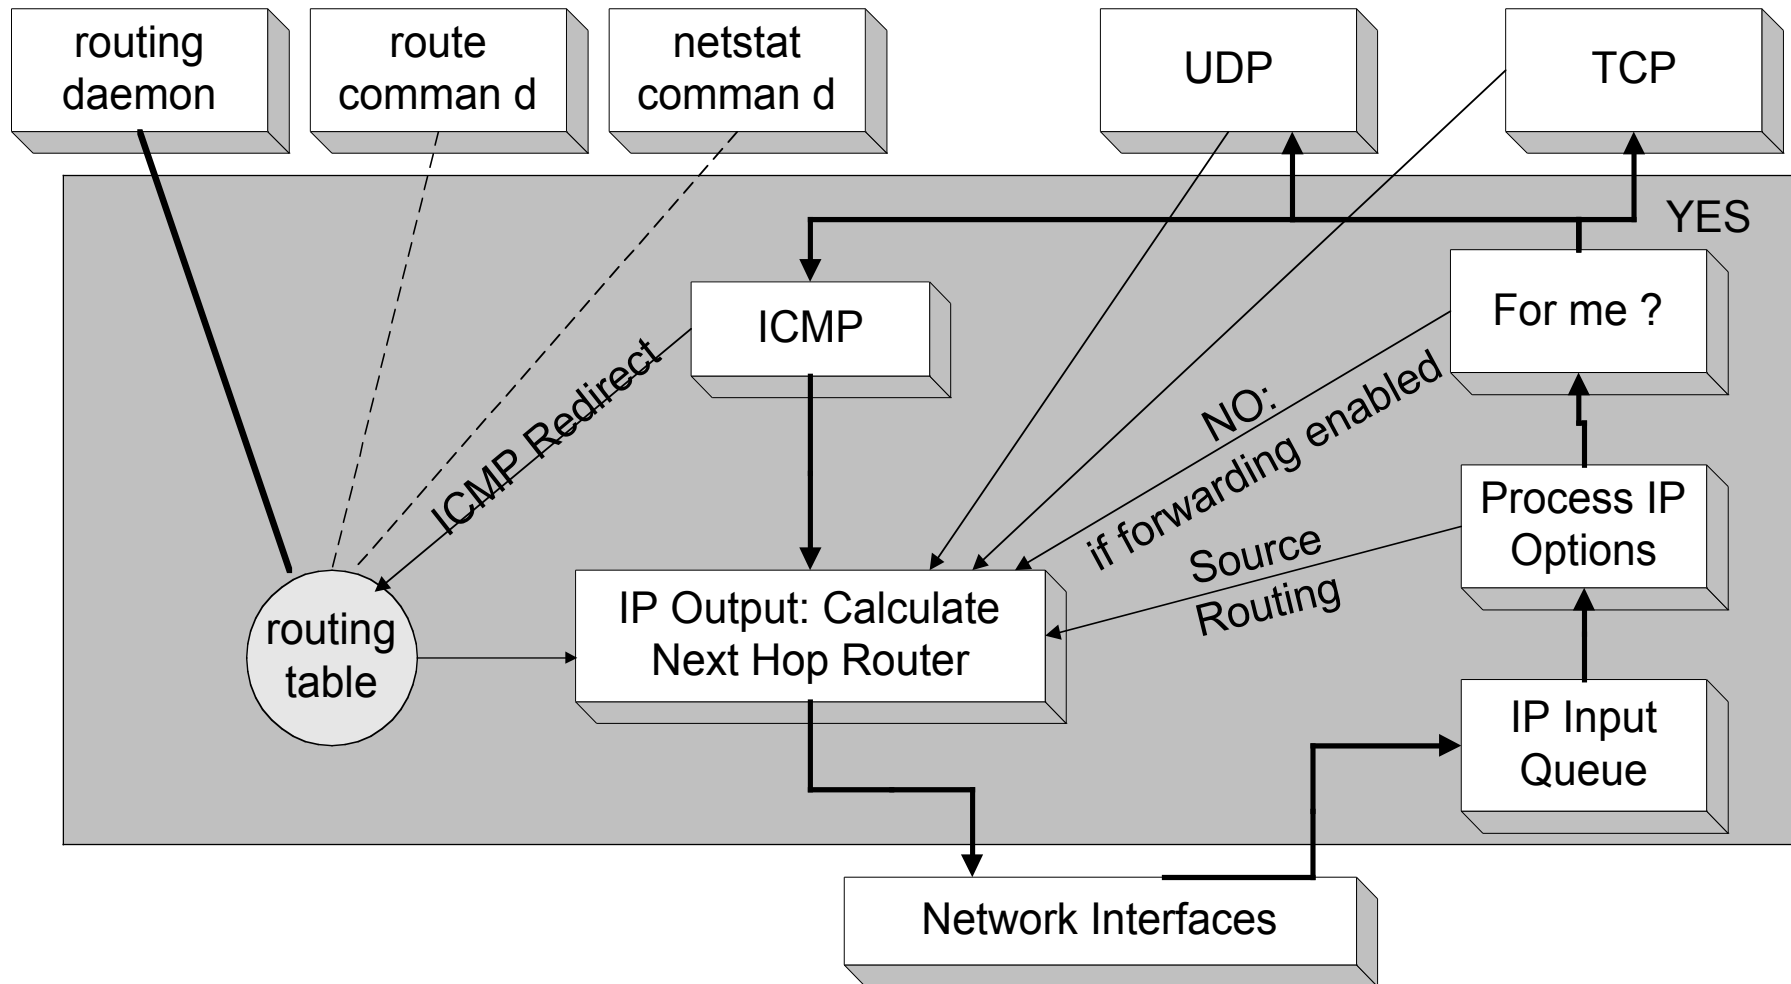 routing
daemon
route
comman d
netstat
comman d
UDP
TCP
YES
ICMP
For me ?
ICMP Redirect
NO:
if forwarding enabled
Process IP
Options
Source
Routing
IP Output: Calculate
Next Hop Router
routing
table
IP Input
Queue
Network Interfaces